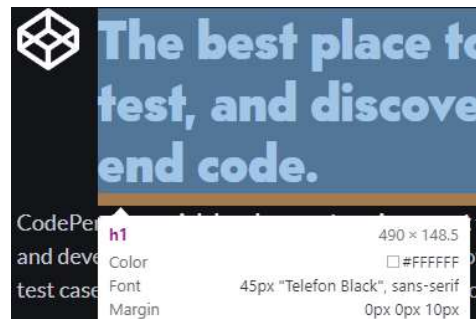 The best place to
test, and discove
end code.
CodePe
h1 490 × 148.5
and deve
Color #FFFFFF
Font 45px "Telefon Black", sans-serif
test case
Margin 0px 0px 10px